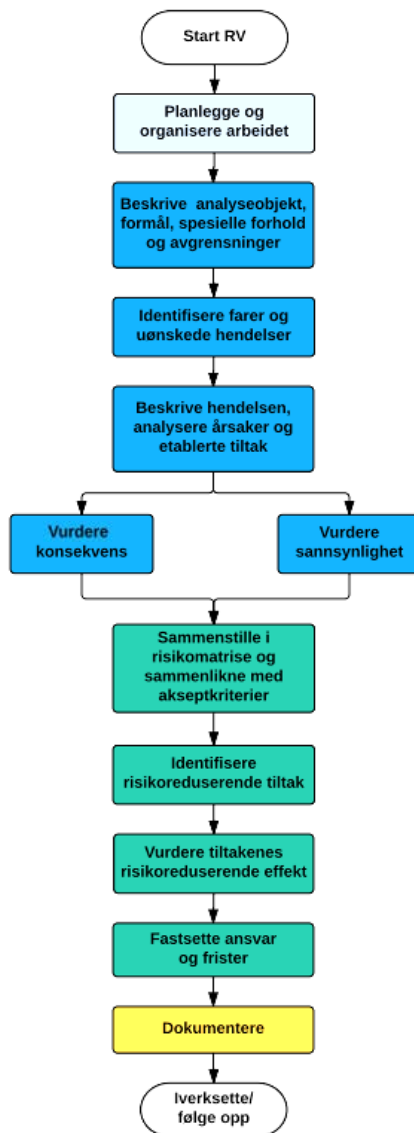 Start RV
Planlegge og
organisere arbeidet
Beskrive analyseobjekt,
formål, spesielle forhold
og avgrensninger
Identifisere farer og
uønskede hendelser
Beskrive hendelsen,
analysere årsaker og
etablerte tiltak
Vurdere
konsekvens
Vurdere
sannsynlighet
Sammenstille i
risikomatrise og
sammenlikne med
akseptkriterier
Identifisere
risikoreduserende tiltak
Vurdere tiltakenes
risikoreduserende effekt
Fastsette ansvar
og frister
Dokumentere
Iverksette/
følge opp